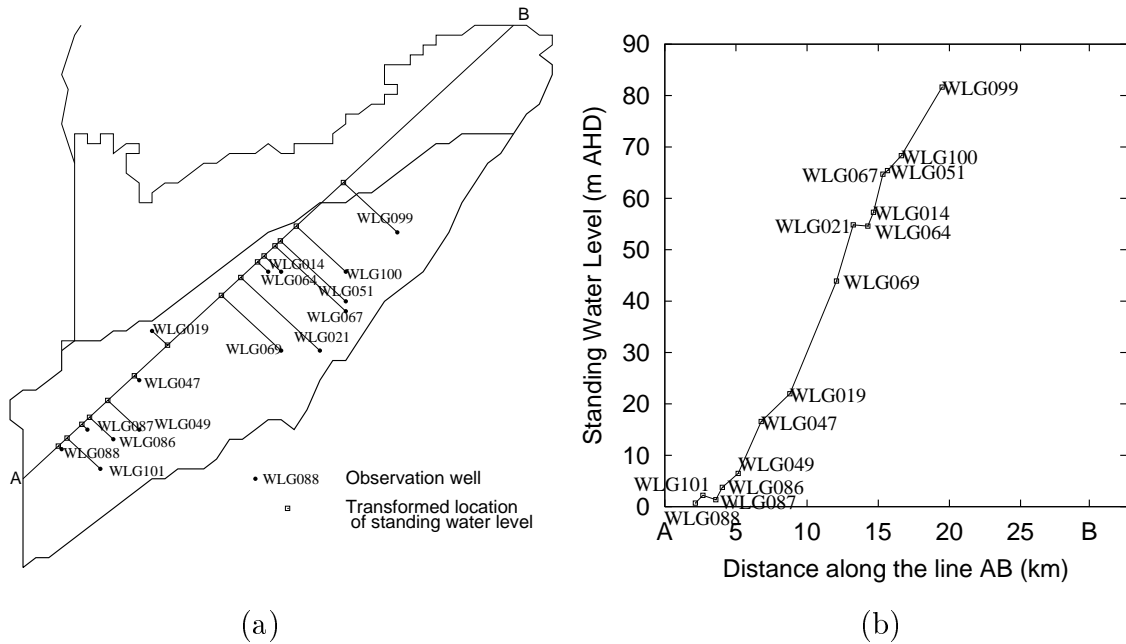 B
WLG099
WLG014
WLG064
WLG100
WLG051
WLG067
WLG019
WLG021
WLG069
WLG047
WLG087
WLG049
WLG086
WLG088
WLG101
A
WLG088
Observation well
Transformed location
of standing water level
(a)
90
80
70
60
50
40
30
20
10
0
Standing Water Level (m AHD)
WLG099
WLG100
WLG067
WLG051
WLG014
WLG021
WLG064
WLG069
WLG019
WLG047
WLG049
WLG101
WLG086
WLG087
WLG088
A 5 10 15 20 25 B
Distance along the line AB (km)
(b)